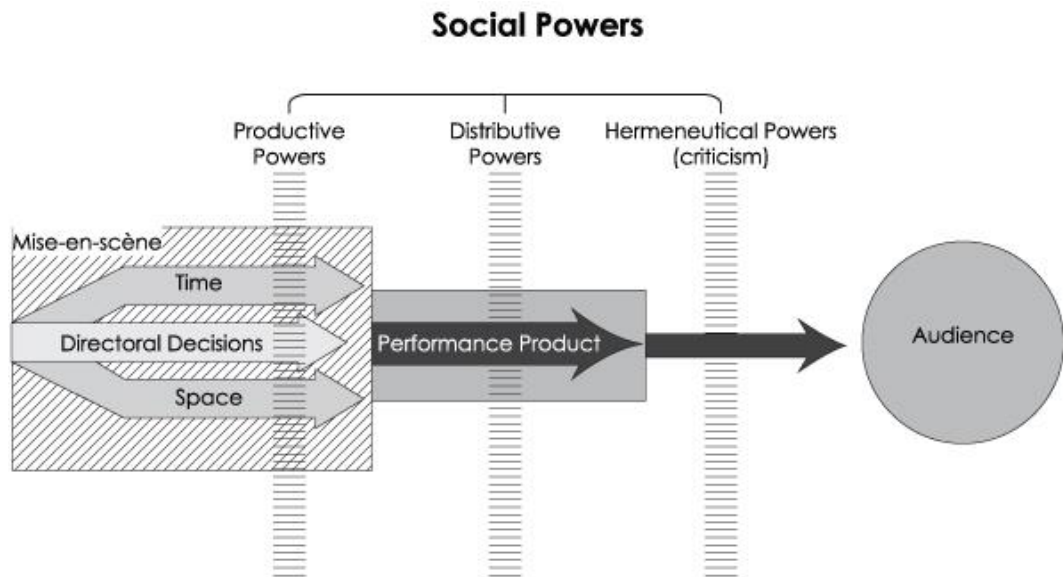 Social Powers
Productive
Powers
Distributive
Powers
Hermeneutical Powers
(criticism)
Mise-en-scène
Time
Directoral Decisions
Space
Performance Product
Audience